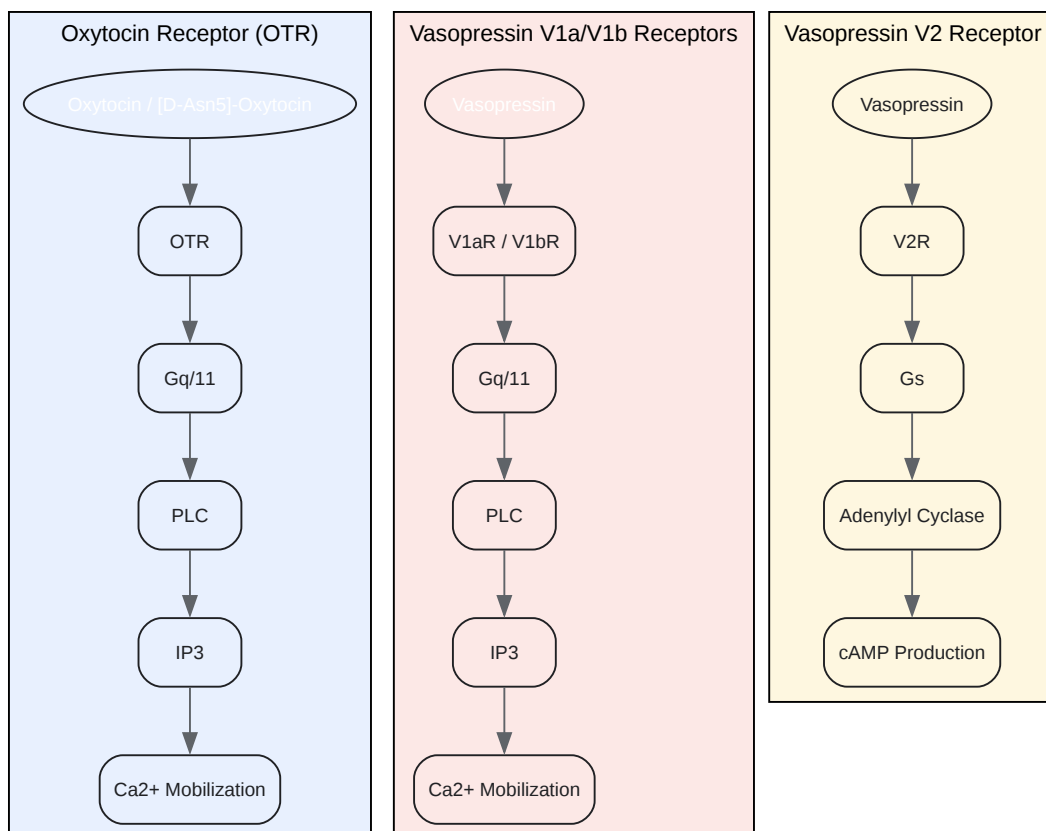 Oxytocin Receptor (OTR)
Oxytocin / [D-Asn5]-Oxytocin
OTR
Gq/11
PLC
IP3
Ca2+ Mobilization
Vasopressin V1a/V1b Receptors
Vasopressin
V1aR / V1bR
Gq/11
PLC
IP3
Ca2+ Mobilization
Vasopressin V2 Receptor
Vasopressin
V2R
Gs
Adenylyl Cyclase
cAMP Production